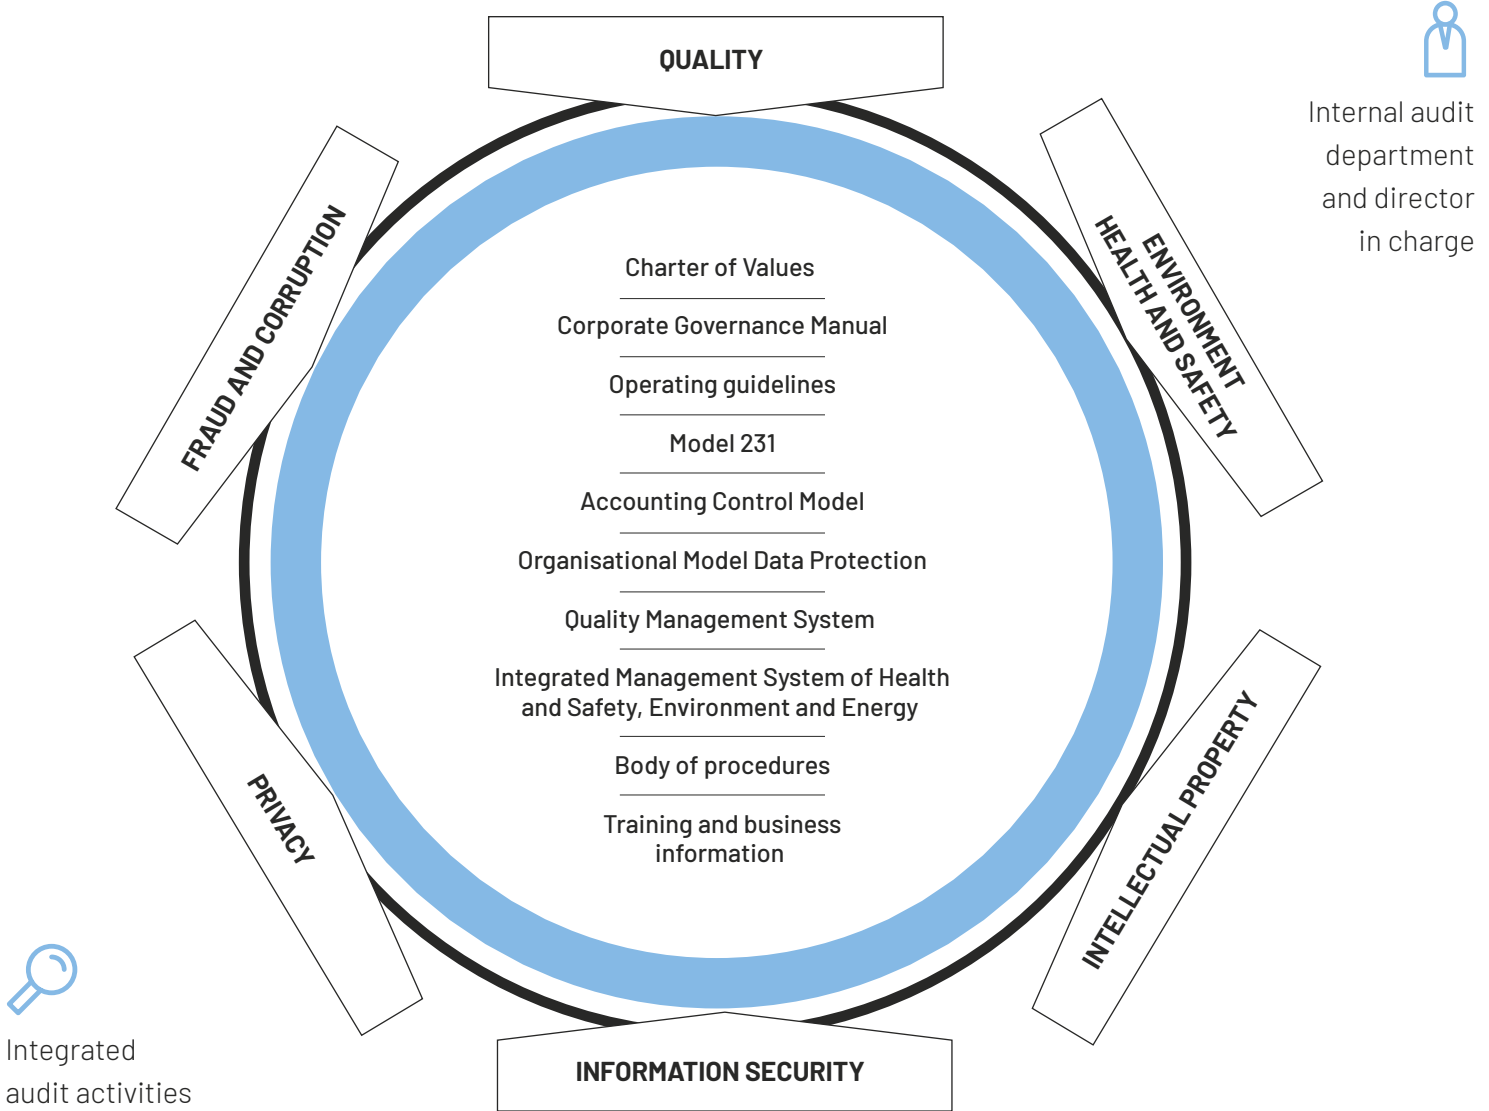 QUALITY
Internal audit
department
and director
in charge
FRAUD AND CORRUPTION
ENVIRONMENT
HEALTH AND SAFETY
Charter of Values
Corporate Governance Manual
Operating guidelines
Model 231
Accounting Control Model
Organisational Model Data Protection
Quality Management System
Integrated Management System of Health
and Safety, Environment and Energy
Body of procedures
Training and business
information
PRIVACY
INTELLECTUAL PROPERTY
INFORMATION SECURITY
Integrated
audit activities